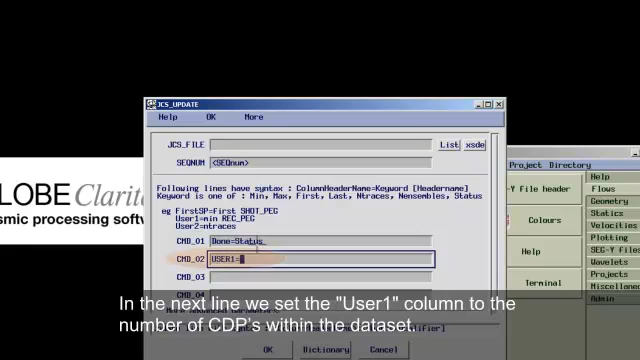 JCS_UPDATE
Help OK More
JCS_FILE List xsde
SEQNUM <SEQnum>
Following lines have syntax : ColumnHeaderName=Keyword [Headername]
Keyword is one of : Min, Max, First, Last, Ntraces, Nensembles, Status
eg FirstSP=First SHOT_PEG
User1=min REC_PEG
User2=ntraces
CMD_01 Done=Status
CMD_02 USER1=
CMD_03
CMD_04
In the next line we set the "User1" column to the
number of CDP's within the dataset.
OK Dictionary Cancel
LOBE Clarit
smic processing softw
Project Directory
G-Y file header
Colours
Help
Terminal
Help
Flows
Geometry
Statics
Velocities
Plotting
SEG-Y files
Wavelets
Projects
Admin